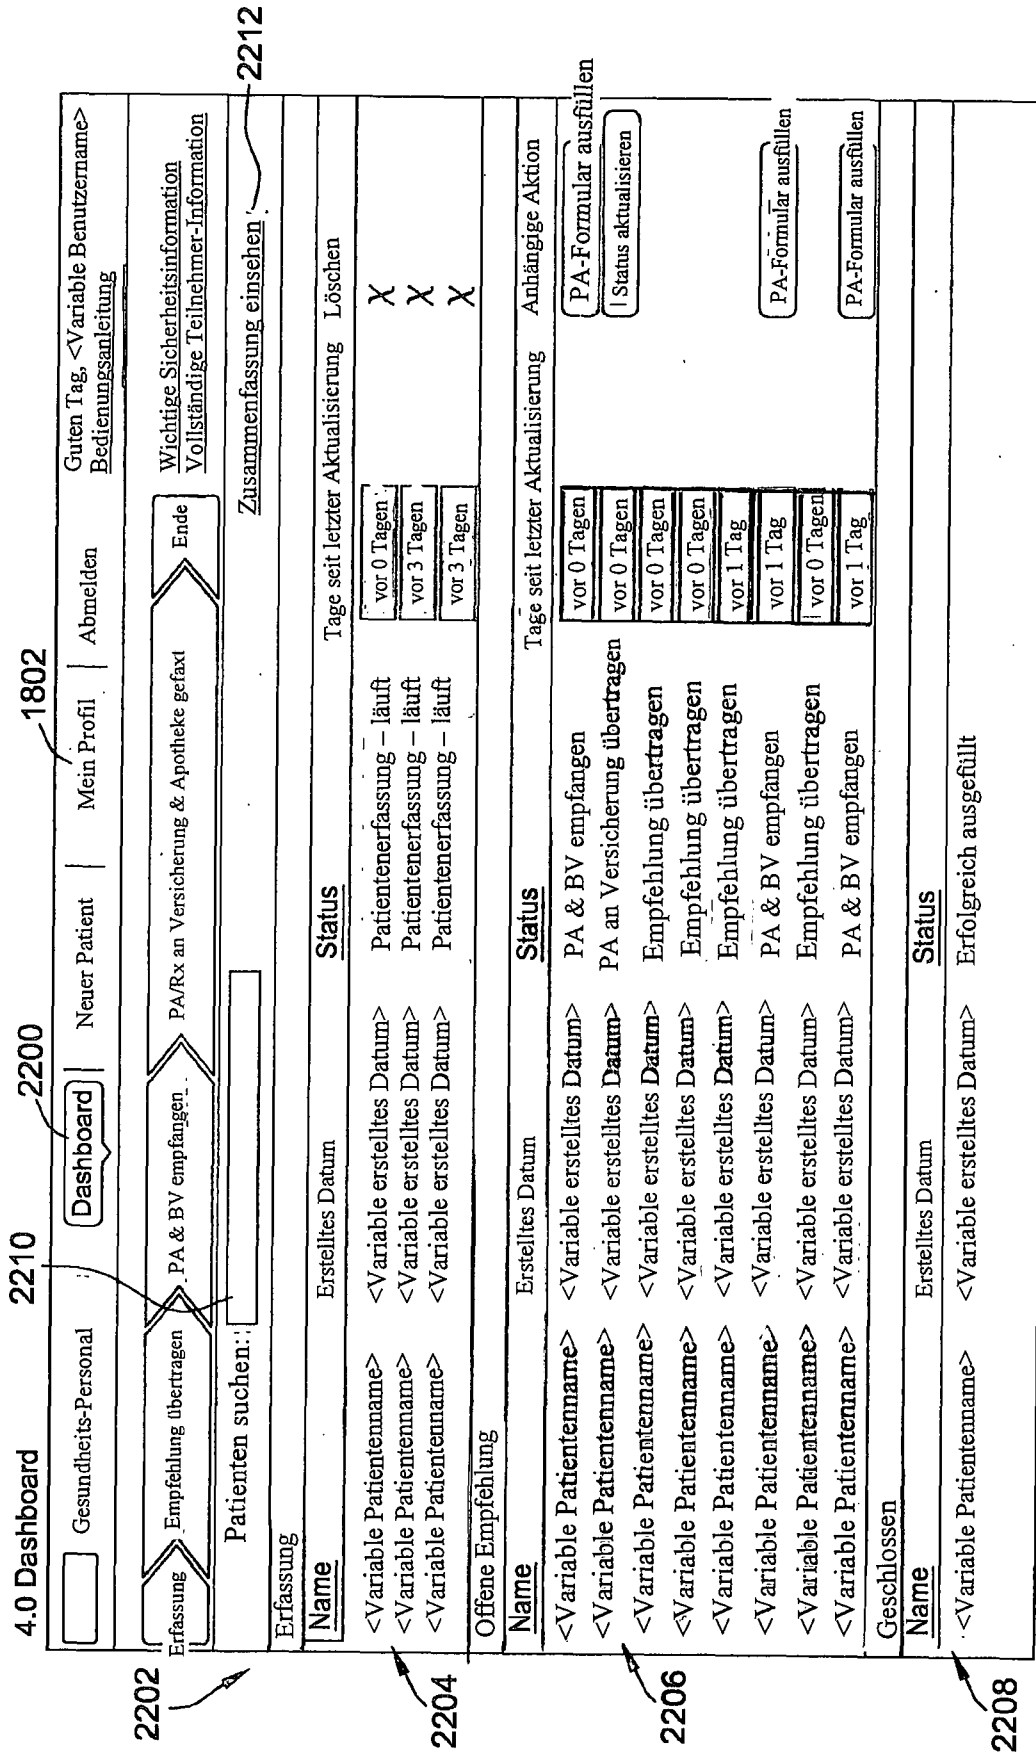 4.0 Dashboard
2210
2200
1802
Gesundheits-Personal Dashboard Neuer Patient Mein Profil Abmelden Guten Tag, <Variable Benutzername>
Bedienungsanleitung
Erfassung Empfehlung übertragen PA & BV empfangen PA/Rx an Versicherung & Apotheke gefaxt Ende
Wichtige Sicherheitsinformation
Vollständige Teilnehmer-Information
2202
Patienten suchen: Zusammenfassung einsehen
2212
Erfassung
Name Erstelltes Datum Status Tage seit letzter Aktualisierung Löschen
<Variable Patientenname> <Variable erstelltes Datum> Patientenerfassung – läuft vor 0 Tagen X
<Variable Patientenname> <Variable erstelltes Datum> Patientenerfassung – läuft vor 3 Tagen X
<Variable Patientenname> <Variable erstelltes Datum> Patientenerfassung – läuft vor 3 Tagen X
2204
Offene Empfehlung
Name Erstelltes Datum Status Tage seit letzter Aktualisierung Anhängige Aktion
<Variable Patientenname> <Variable erstelltes Datum> PA & BV empfangen vor 0 Tagen PA-Formular ausfüllen
<Variable Patientenname> <Variable erstelltes Datum> PA an Versicherung übertragen vor 0 Tagen Status aktualisieren
<Variable Patientenname> <Variable erstelltes Datum> Empfehlung übertragen vor 0 Tagen
<Variable Patientenname> <Variable erstelltes Datum> Empfehlung übertragen vor 0 Tagen
<Variable Patientenname> <Variable erstelltes Datum> Empfehlung übertragen vor 1 Tag
<Variable Patientenname> <Variable erstelltes Datum> PA & BV empfangen vor 1 Tag PA-Formular ausfüllen
<Variable Patientenname> <Variable erstelltes Datum> Empfehlung übertragen vor 0 Tagen
<Variable Patientenname> <Variable erstelltes Datum> PA & BV empfangen vor 1 Tag PA-Formular ausfüllen
2206
Geschlossen
Name Erstelltes Datum Status
<Variable Patientenname> <Variable erstelltes Datum> Erfolgreich ausgefüllt
2208